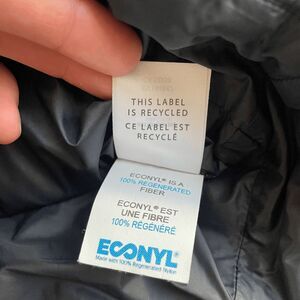 THIS LABEL
IS RECYCLED
CE LABEL EST
RECYCLÉ
ECONYL® IS A
100% REGENERATED
FIBER
ECONYL® EST
UNE FIBRE
100% RÉGÉNÉRÉ
ECONYL®
Made with 100% Regenerated Nylon